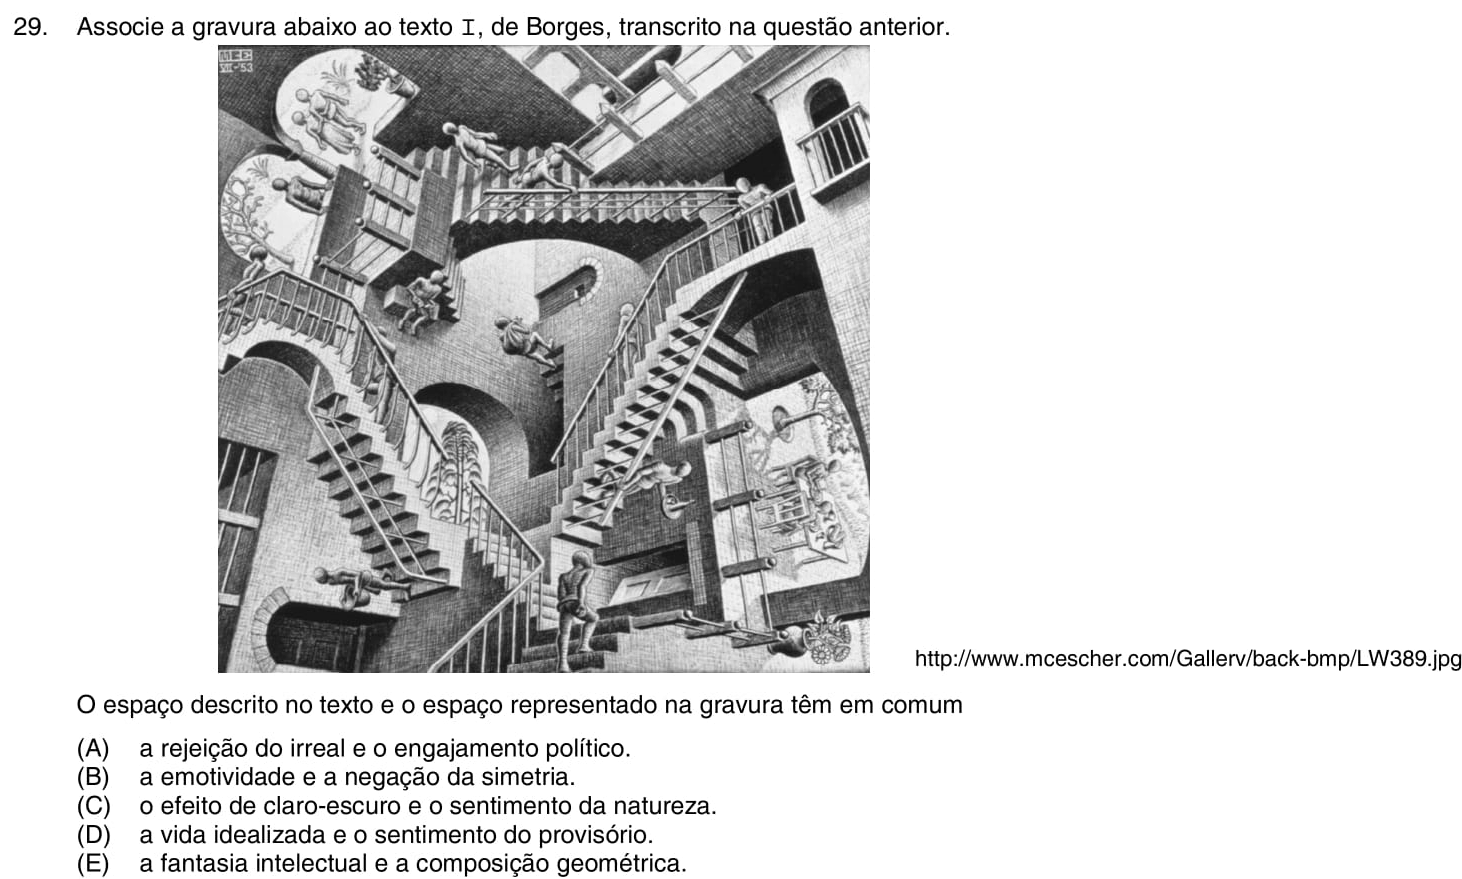 29. Associe a gravura abaixo ao texto I, de Borges, transcrito na questão anterior.
VII-'53
http://www.mcescher.com/Gallerv/back-bmp/LW389.jpg
O espaço descrito no texto e o espaço representado na gravura têm em comum
(A) a rejeição do irreal e o engajamento político.
(B) a emotividade e a negação da simetria.
(C) o efeito de claro-escuro e o sentimento da natureza.
(D) a vida idealizada e o sentimento do provisório.
(E) a fantasia intelectual e a composição geométrica.